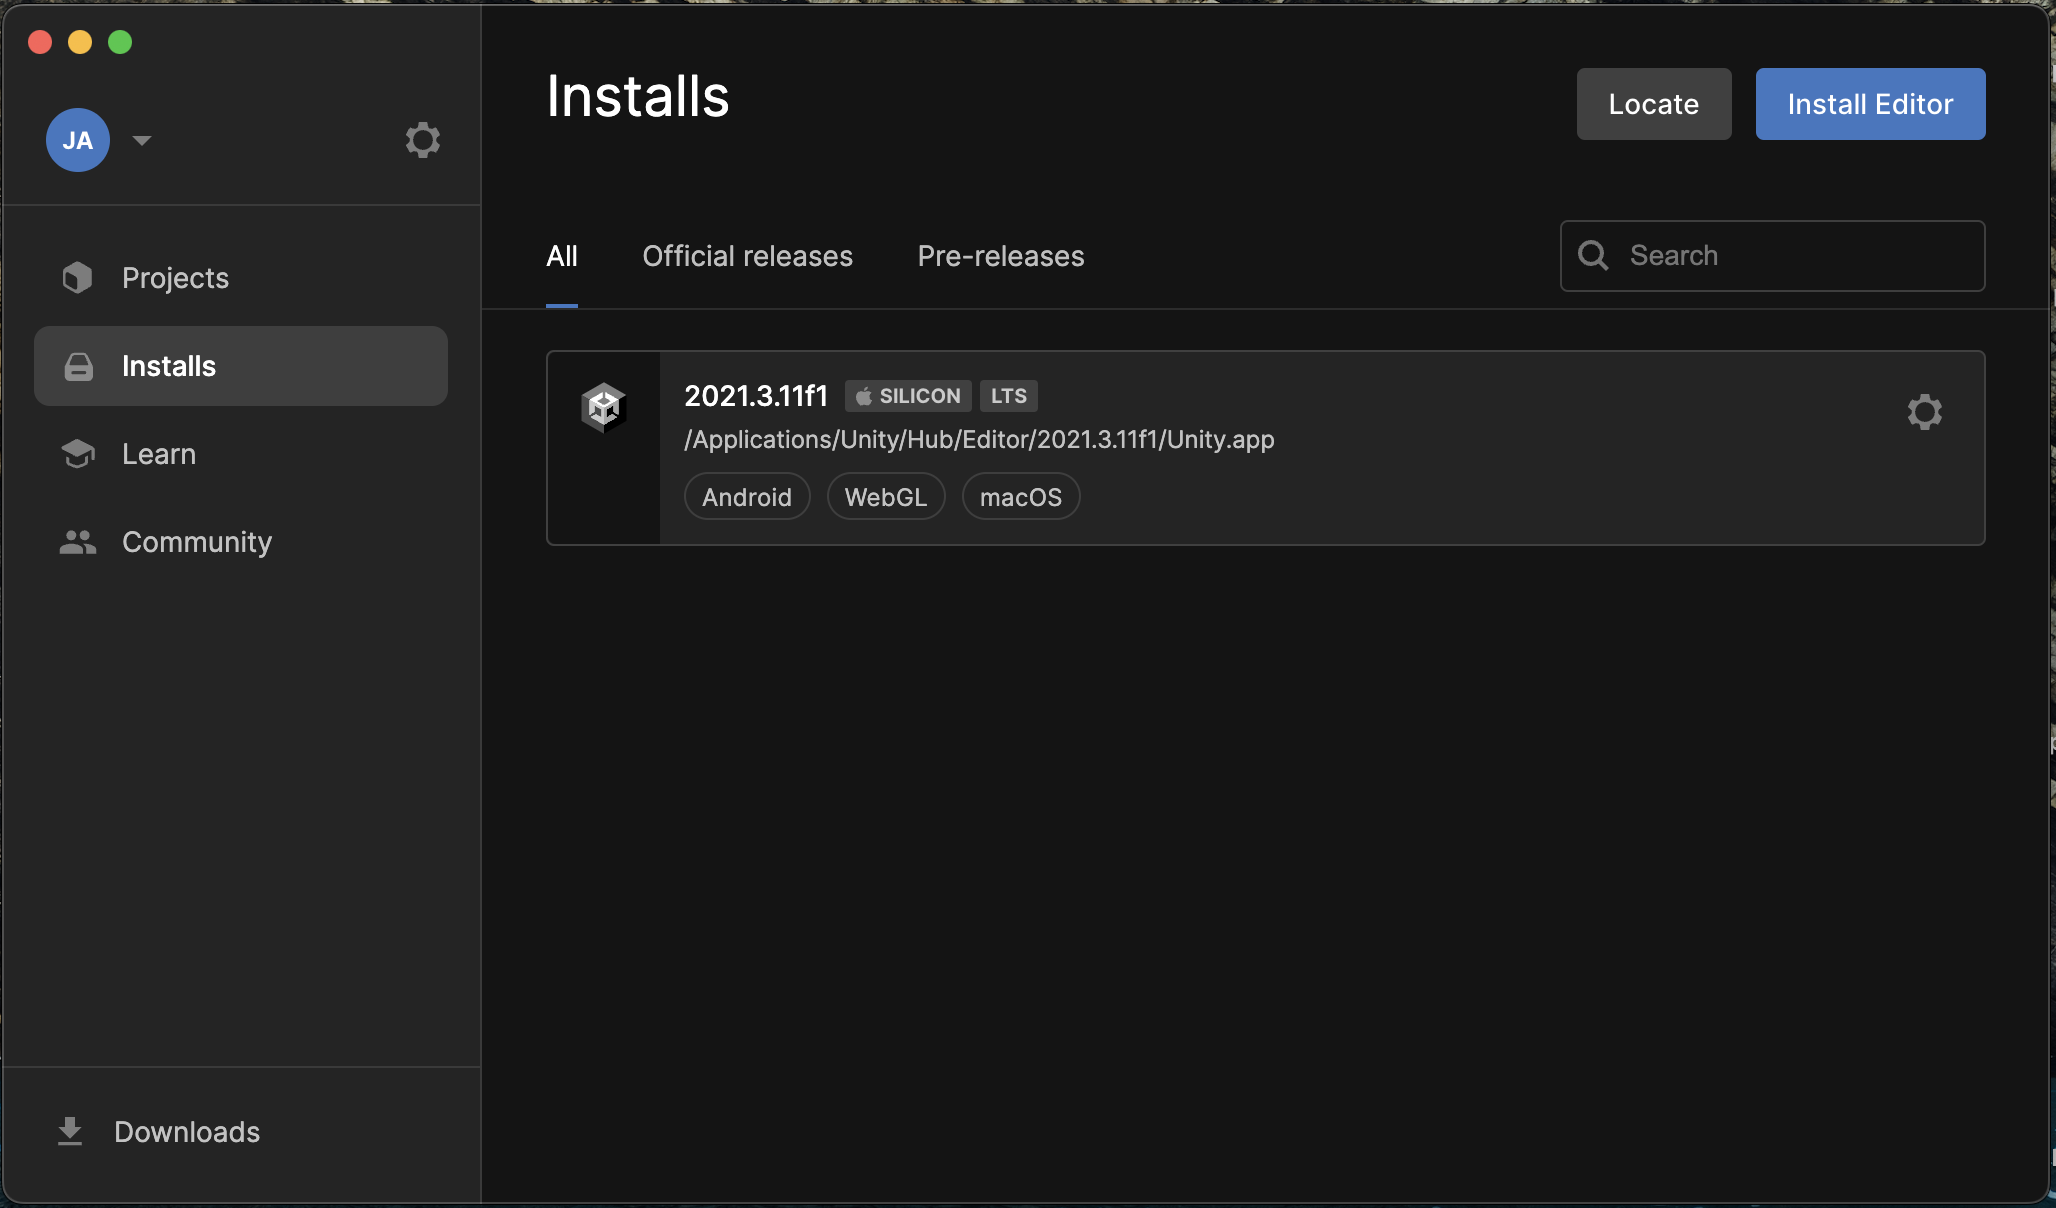 JA
Projects
Installs
Learn
Community
Downloads
Installs
Locate
Install Editor
All
Official releases
Pre-releases
Search
2021.3.11f1 SILICON LTS
/Applications/Unity/Hub/Editor/2021.3.11f1/Unity.app
Android WebGL macOS